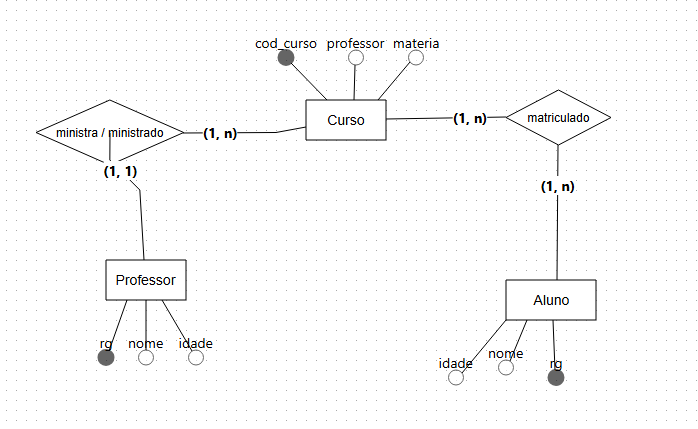 cod_curso professor materia
Curso
ministra / ministrado
(1, n)
(1, n)
matriculado
(1, 1)
(1, n)
Professor
rg nome idade
Aluno
idade nome rg